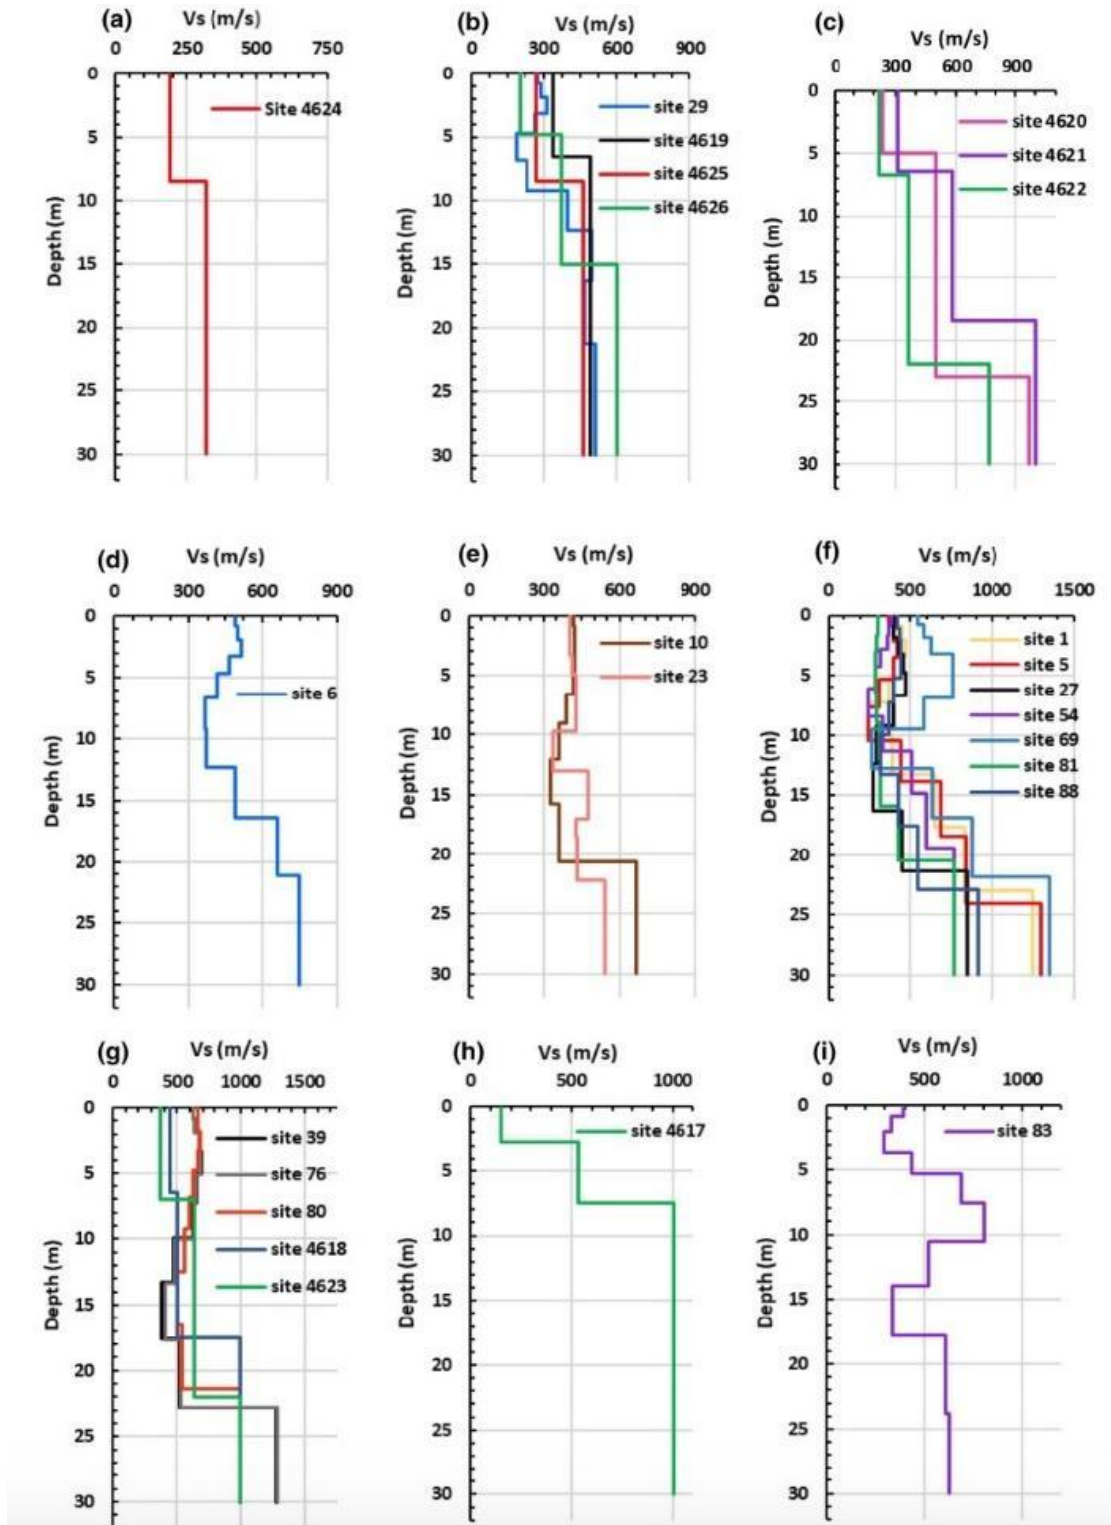 (a) Vs (m/s)
0 250 500 750
0
5
10
15
20
25
30
Depth (m)
Site 4624
(b) Vs (m/s)
0 300 600 900
0
5
10
15
20
25
30
Depth (m)
site 29
site 4619
site 4625
site 4626
(c) Vs (m/s)
0 300 600 900
0
5
10
15
20
25
30
Depth (m)
site 4620
site 4621
site 4622
(d) Vs (m/s)
0 300 600 900
0
5
10
15
20
25
30
Depth (m)
site 6
(e) Vs (m/s)
0 300 600 900
0
5
10
15
20
25
30
Depth (m)
site 10
site 23
(f) Vs (m/s)
0 500 1000 1500
0
5
10
15
20
25
30
Depth (m)
site 1
site 5
site 27
site 54
site 69
site 81
site 88
(g) Vs (m/s)
0 500 1000 1500
0
5
10
15
20
25
30
Depth (m)
site 39
site 76
site 80
site 4618
site 4623
(h) Vs (m/s)
0 500 1000
0
5
10
15
20
25
30
Depth (m)
site 4617
(i) Vs (m/s)
0 500 1000
0
5
10
15
20
25
30
Depth (m)
site 83